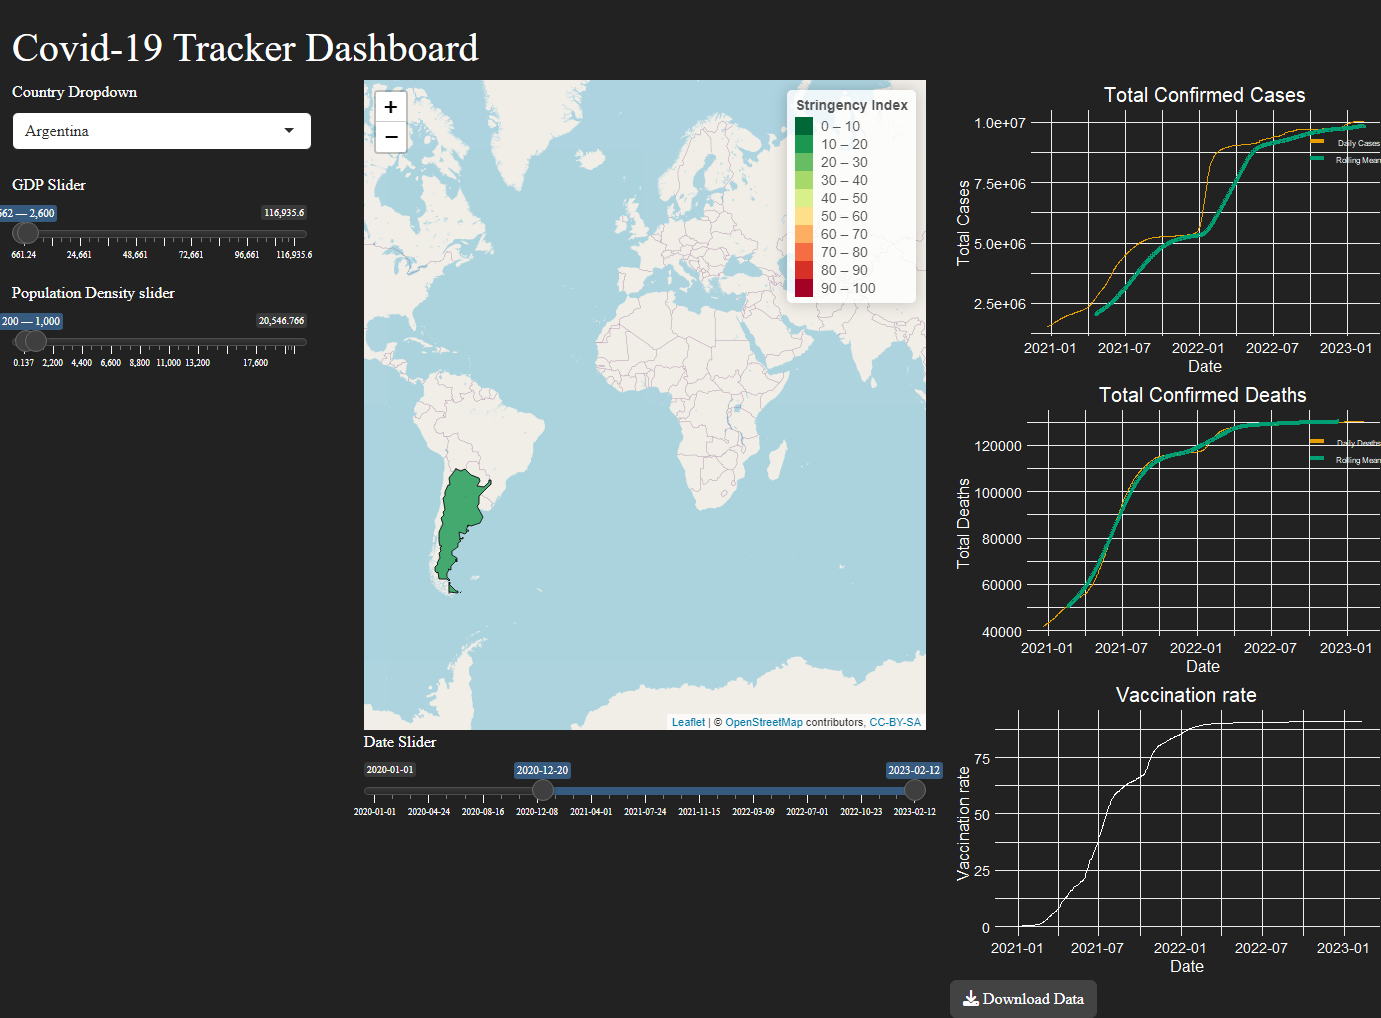 Covid-19 Tracker Dashboard
Country Dropdown
Argentina
GDP Slider
562 — 2,600
116,935.6
661.24 24,661 48,661 72,661 96,661 116,935.6
Population Density slider
200 — 1,000
20,546.766
0.137 2,200 4,400 6,600 8,800 11,000 13,200 17,600
+
−
Stringency Index
0 – 10
10 – 20
20 – 30
30 – 40
40 – 50
50 – 60
60 – 70
70 – 80
80 – 90
90 – 100
Leaflet | © OpenStreetMap contributors, CC-BY-SA
Date Slider
2020-01-01
2020-12-20
2023-02-12
2020-01-01 2020-04-24 2020-08-16 2020-12-08 2021-04-01 2021-07-24 2021-11-15 2022-03-09 2022-07-01 2022-10-23 2023-02-12
Total Confirmed Cases
Total Cases
1.0e+07
7.5e+06
5.0e+06
2.5e+06
Daily Cases
Rolling Mean
2021-01 2021-07 2022-01 2022-07 2023-01
Date
Total Confirmed Deaths
Total Deaths
120000
100000
80000
60000
40000
Daily Deaths
Rolling Mean
2021-01 2021-07 2022-01 2022-07 2023-01
Date
Vaccination rate
Vaccination rate
75
50
25
0
2021-01 2021-07 2022-01 2022-07 2023-01
Date
Download Data